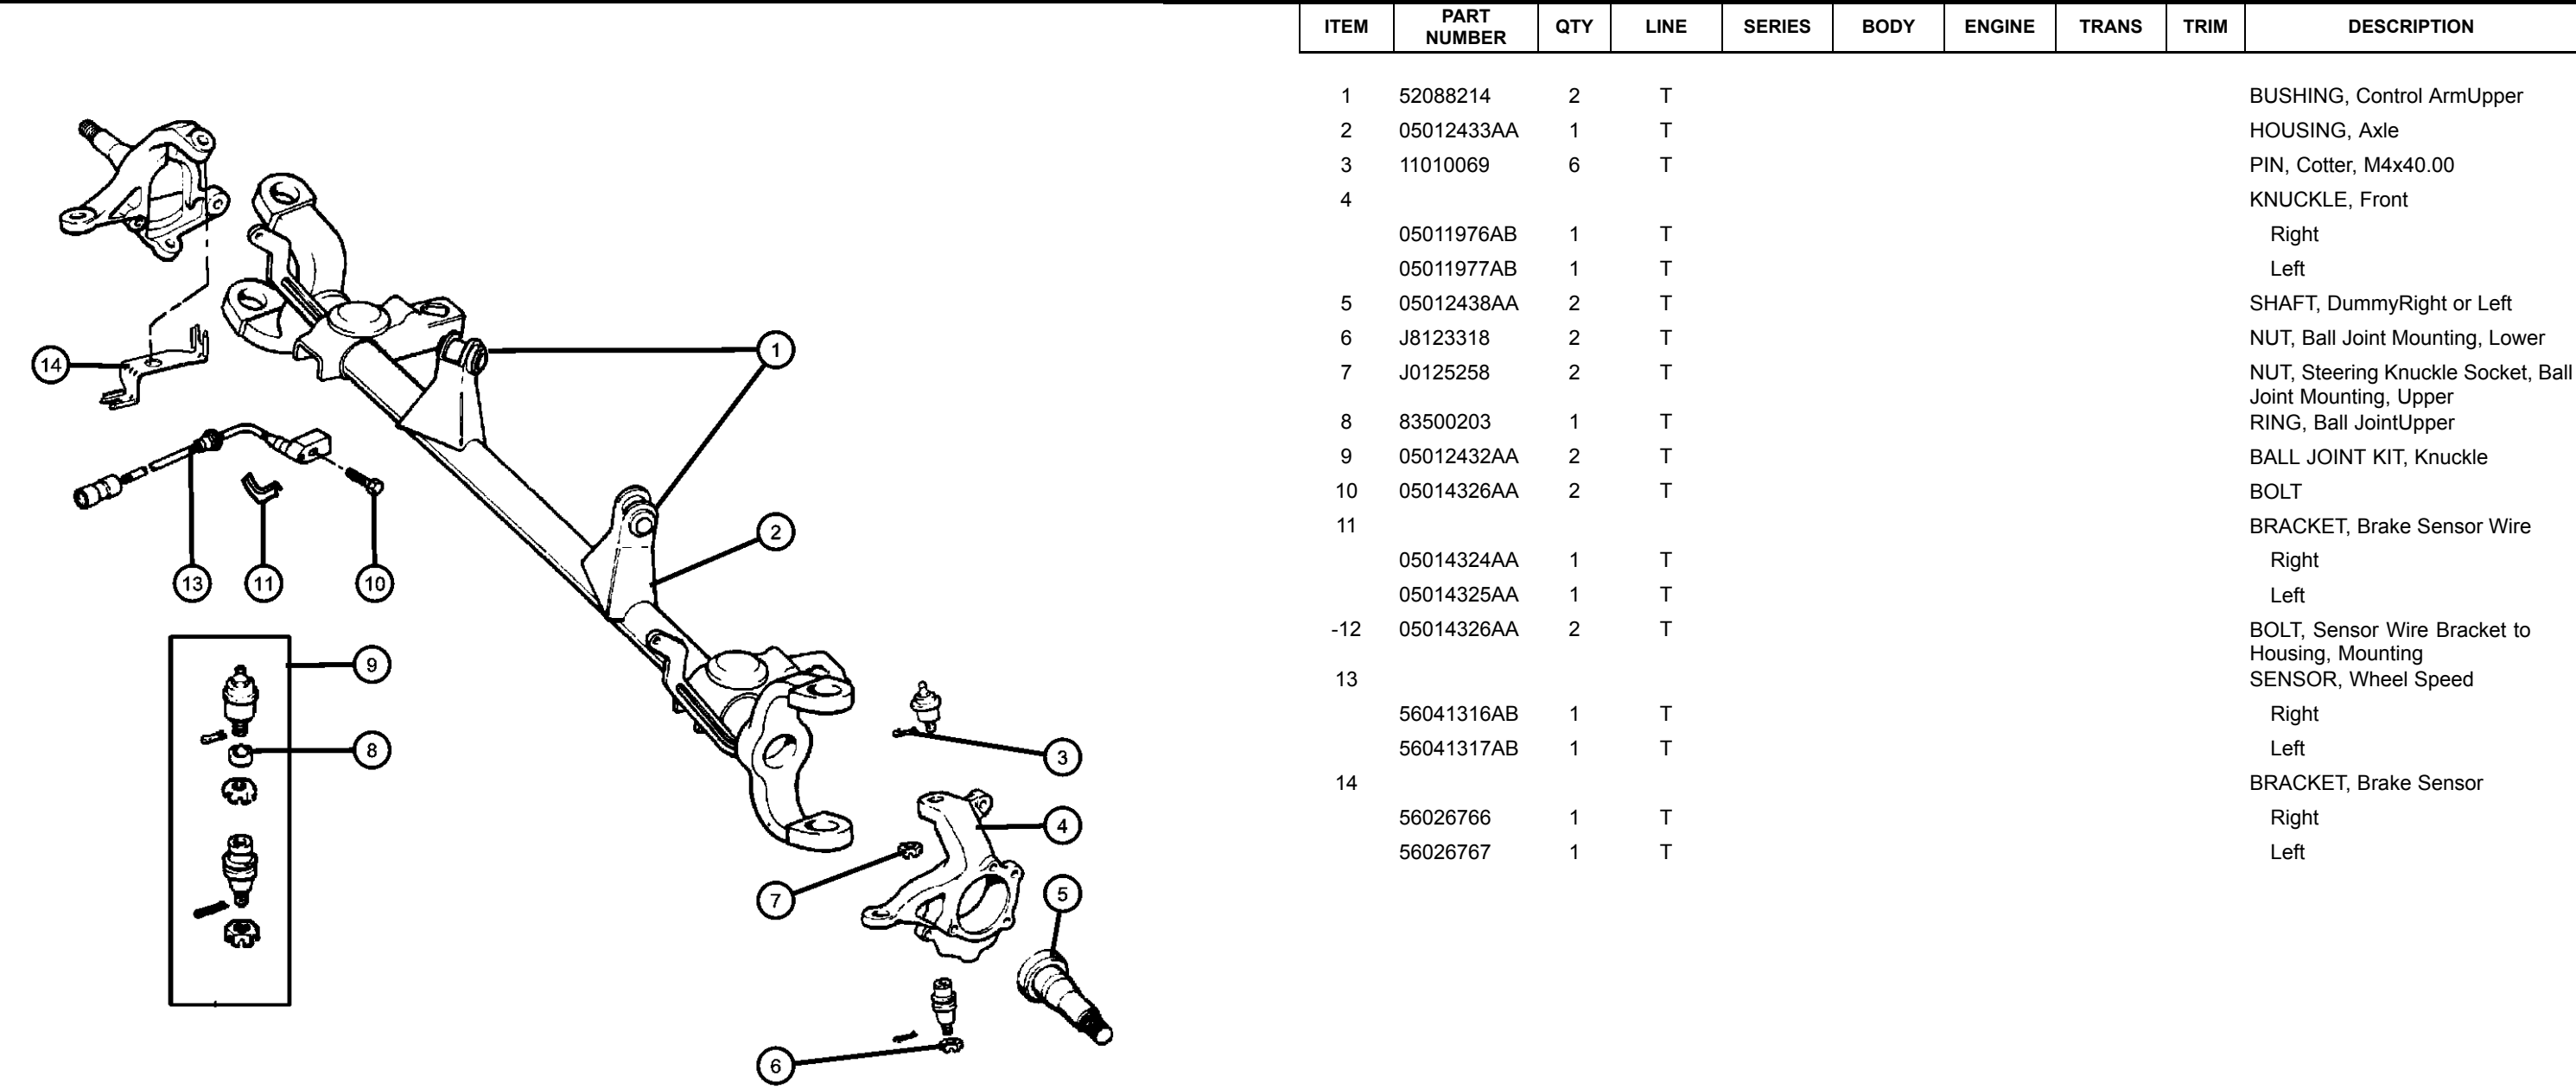 ITEM PART NUMBER QTY LINE SERIES BODY ENGINE TRANS TRIM DESCRIPTION
1 52088214 2 T BUSHING, Control ArmUpper
2 05012433AA 1 T HOUSING, Axle
3 11010069 6 T PIN, Cotter, M4x40.00
4 KNUCKLE, Front
05011976AB 1 T Right
05011977AB 1 T Left
5 05012438AA 2 T SHAFT, DummyRight or Left
6 J8123318 2 T NUT, Ball Joint Mounting, Lower
7 J0125258 2 T NUT, Steering Knuckle Socket, Ball
Joint Mounting, Upper
8 83500203 1 T RING, Ball JointUpper
9 05012432AA 2 T BALL JOINT KIT, Knuckle
10 05014326AA 2 T BOLT
11 BRACKET, Brake Sensor Wire
05014324AA 1 T Right
05014325AA 1 T Left
-12 05014326AA 2 T BOLT, Sensor Wire Bracket to
Housing, Mounting
13 SENSOR, Wheel Speed
56041316AB 1 T Right
56041317AB 1 T Left
14 BRACKET, Brake Sensor
56026766 1 T Right
56026767 1 T Left
1
14
2
13
11
10
9
8
3
4
7
5
6